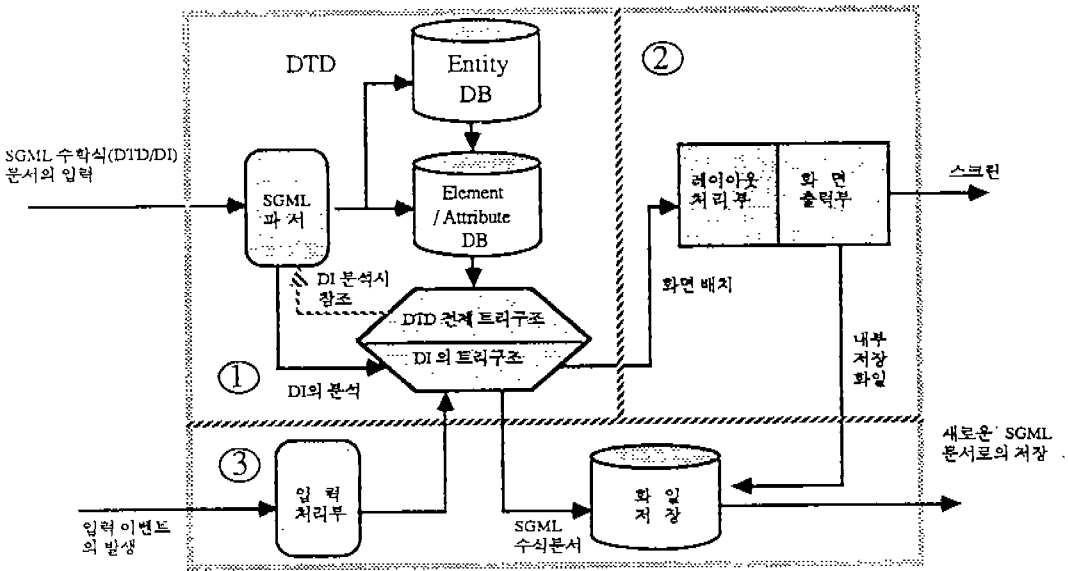 DTD
Entity
DB
②
SGML 수학식(DTD/DI)
문서의 입력
SGML
파 서
Element
/ Attribute
DB
레이아웃
처리부
화 면
출력부
스크린
DI 분석시
참조
화면 배치
DTD 전체 트리구조
DI 의 트리구조
내부
저장
화일
①
DI의 분석
새로운 SGML
문서로의 저장
③
입 력
처리부
화 일
저 장
입력 이벤트
의 발생
SGML
수식문서